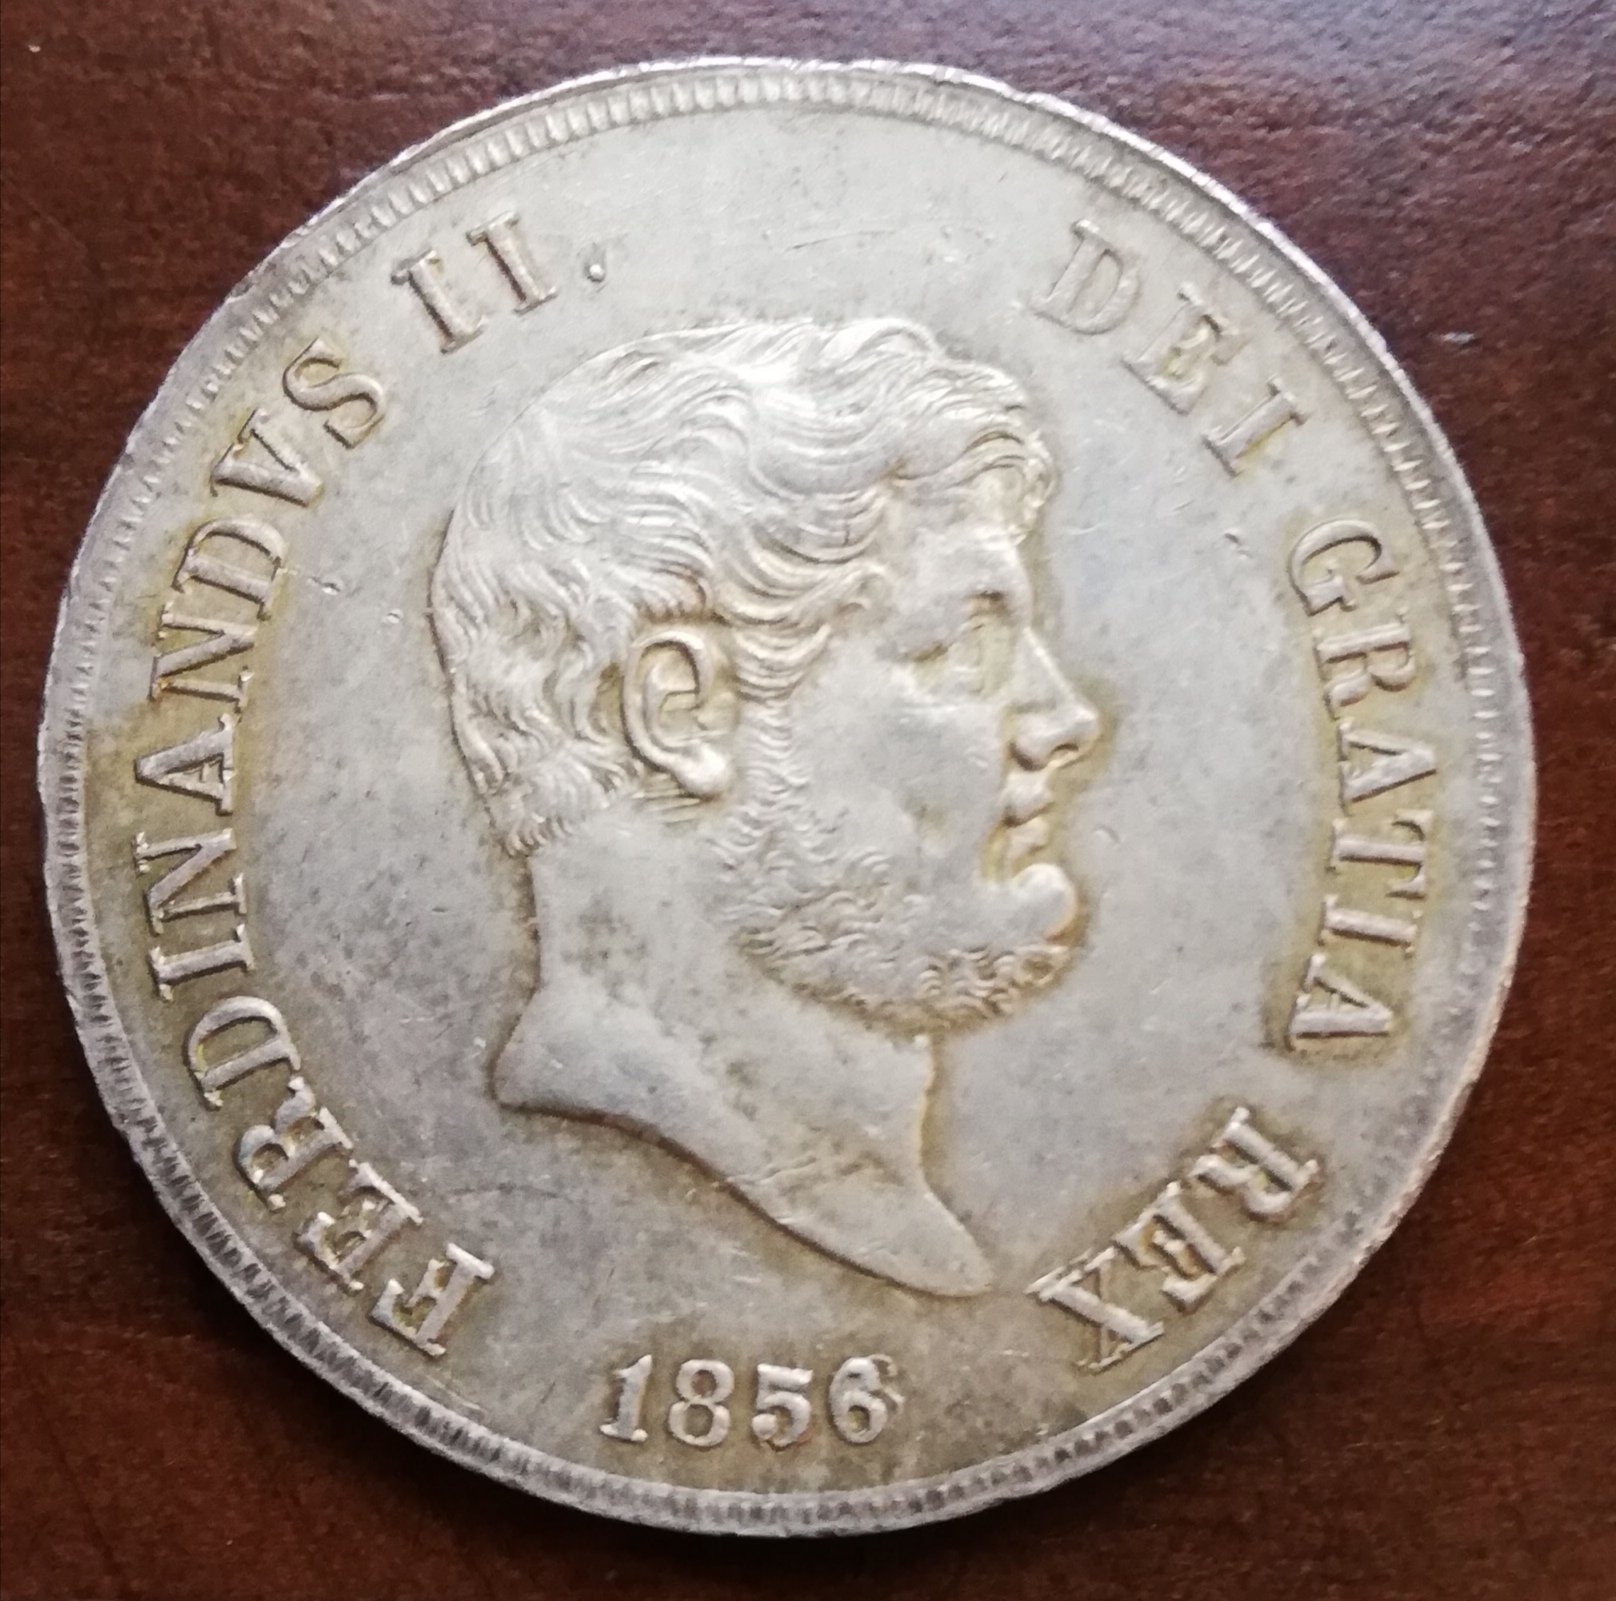 FERDINANDVS II. DEI GRATIA REX
1856